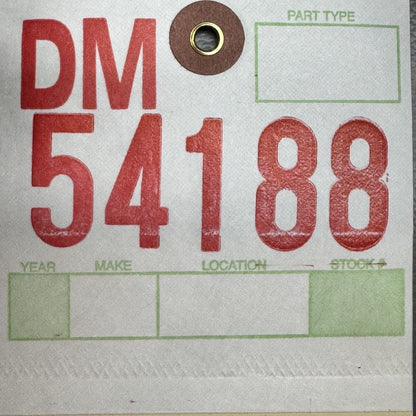 DM
PART TYPE
54188
YEAR MAKE LOCATION STOCK #